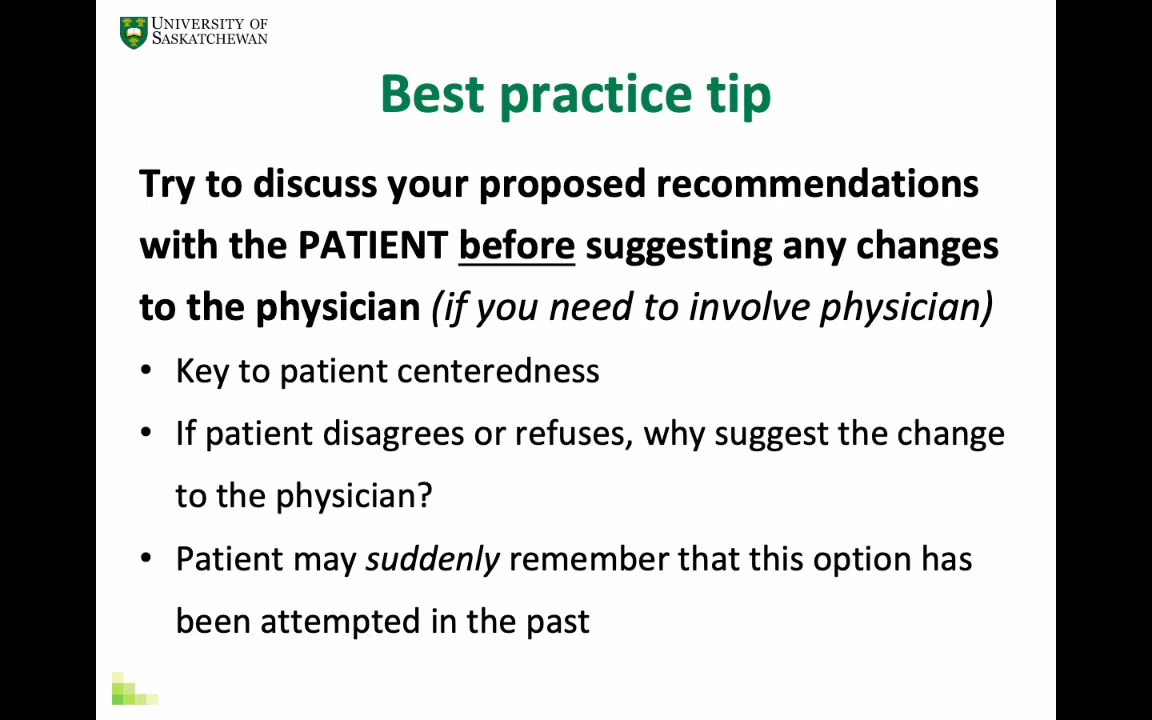 UNIVERSITY OF
SASKATCHEWAN
Best practice tip
Try to discuss your proposed recommendations
with the PATIENT before suggesting any changes
to the physician (if you need to involve physician)
• Key to patient centeredness
• If patient disagrees or refuses, why suggest the change
to the physician?
• Patient may suddenly remember that this option has
been attempted in the past